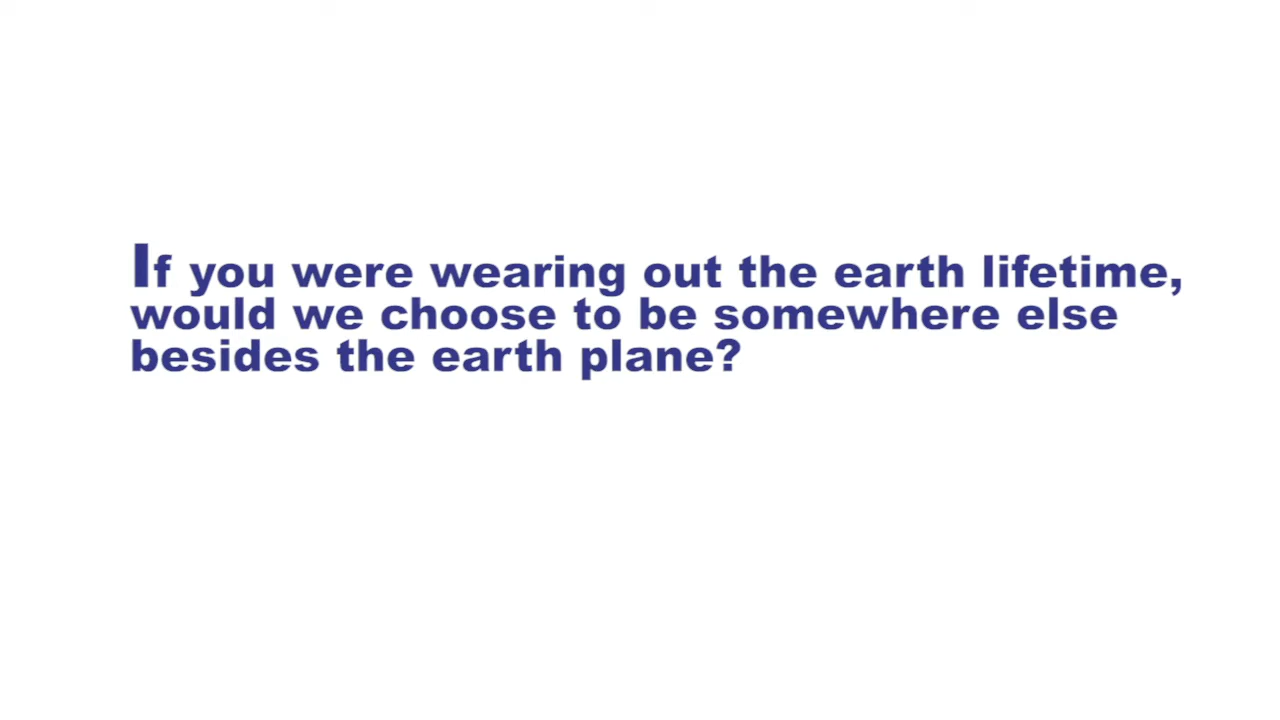 If you were wearing out the earth lifetime,
would we choose to be somewhere else
besides the earth plane?